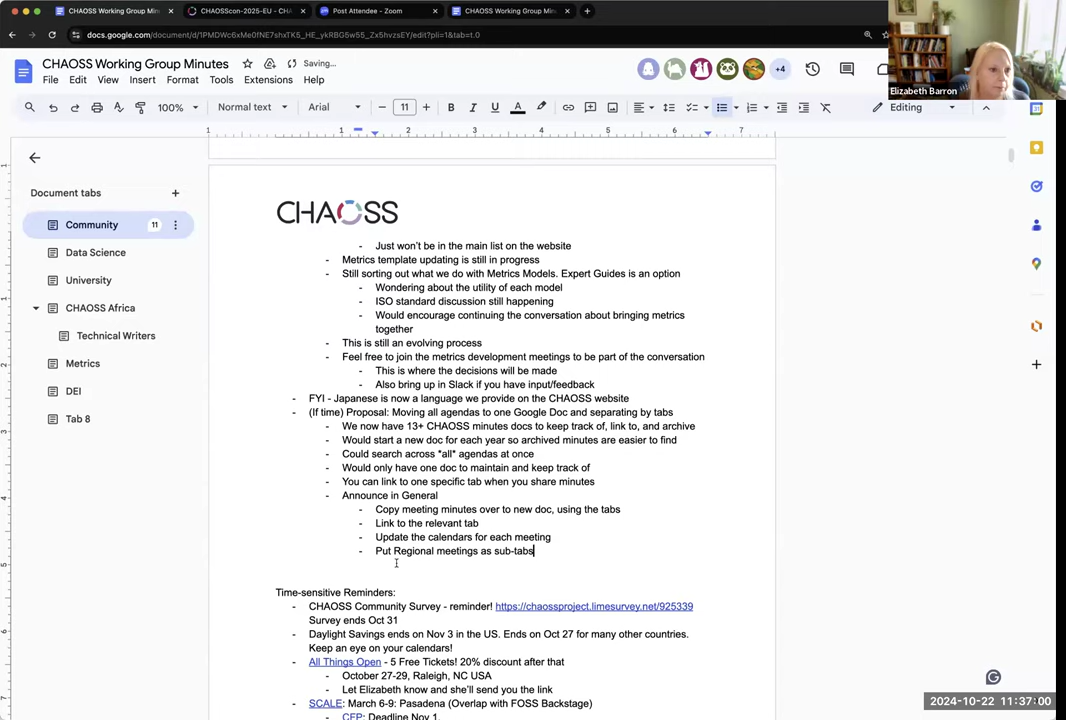 CHAOSS Working Group Minu
CHAOSScon-2025-EU - CHA
Post Attendee - Zoom
CHAOSS Working Group Minu
docs.google.com/document/d/1PMDWc6xMe0fNE7shxTK5_HE_ykRBG5w55_Zx5hvzsEY/edit?pli=1&tab=t.0
Elizabeth Barron
CHAOSS Working Group Minutes
Saving...
File Edit View Insert Format Tools Extensions Help
+4
100% Normal text Arial 11 Editing
1 1 2 3 4 5 6 7
Document tabs
Community 11
Data Science
University
CHAOSS Africa
Technical Writers
Metrics
DEI
Tab 8
CHAOSS
- Just won't be in the main list on the website
- Metrics template updating is still in progress
- Still sorting out what we do with Metrics Models. Expert Guides is an option
- Wondering about the utility of each model
- ISO standard discussion still happening
- Would encourage continuing the conversation about bringing metrics
together
- This is still an evolving process
- Feel free to join the metrics development meetings to be part of the conversation
- This is where the decisions will be made
- Also bring up in Slack if you have input/feedback
- FYI - Japanese is now a language we provide on the CHAOSS website
- (If time) Proposal: Moving all agendas to one Google Doc and separating by tabs
- We now have 13+ CHAOSS minutes docs to keep track of, link to, and archive
- Would start a new doc for each year so archived minutes are easier to find
- Could search across *all* agendas at once
- Would only have one doc to maintain and keep track of
- You can link to one specific tab when you share minutes
- Announce in General
- Copy meeting minutes over to new doc, using the tabs
- Link to the relevant tab
- Update the calendars for each meeting
- Put Regional meetings as sub-tabs
Time-sensitive Reminders:
- CHAOSS Community Survey - reminder! https://chaossproject.limesurvey.net/925339
Survey ends Oct 31
- Daylight Savings ends on Nov 3 in the US. Ends on Oct 27 for many other countries.
Keep an eye on your calendars!
- All Things Open - 5 Free Tickets! 20% discount after that
- October 27-29, Raleigh, NC USA
- Let Elizabeth know and she'll send you the link
- SCALE: March 6-9: Pasadena (Overlap with FOSS Backstage)
- CFP: Deadline Nov 1.
2024-10-22 11:37:00